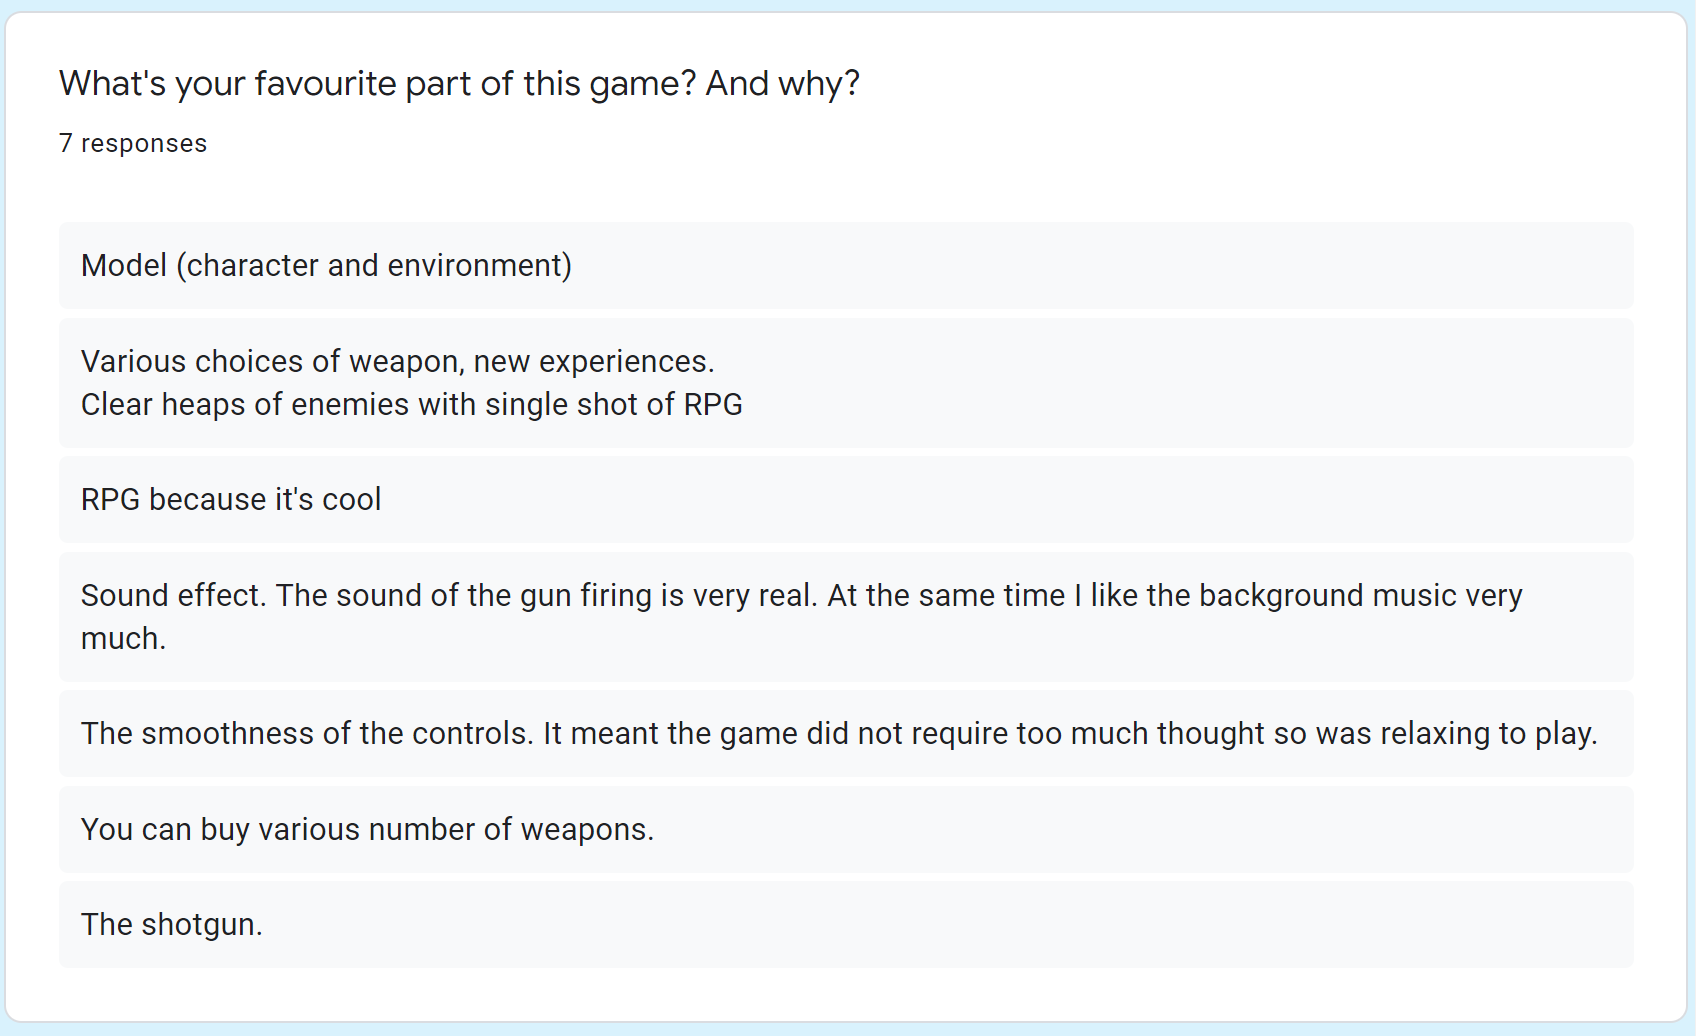 What's your favourite part of this game? And why?
7 responses
Model (character and environment)
Various choices of weapon, new experiences.
Clear heaps of enemies with single shot of RPG
RPG because it's cool
Sound effect. The sound of the gun firing is very real. At the same time I like the background music very
much.
The smoothness of the controls. It meant the game did not require too much thought so was relaxing to play.
You can buy various number of weapons.
The shotgun.